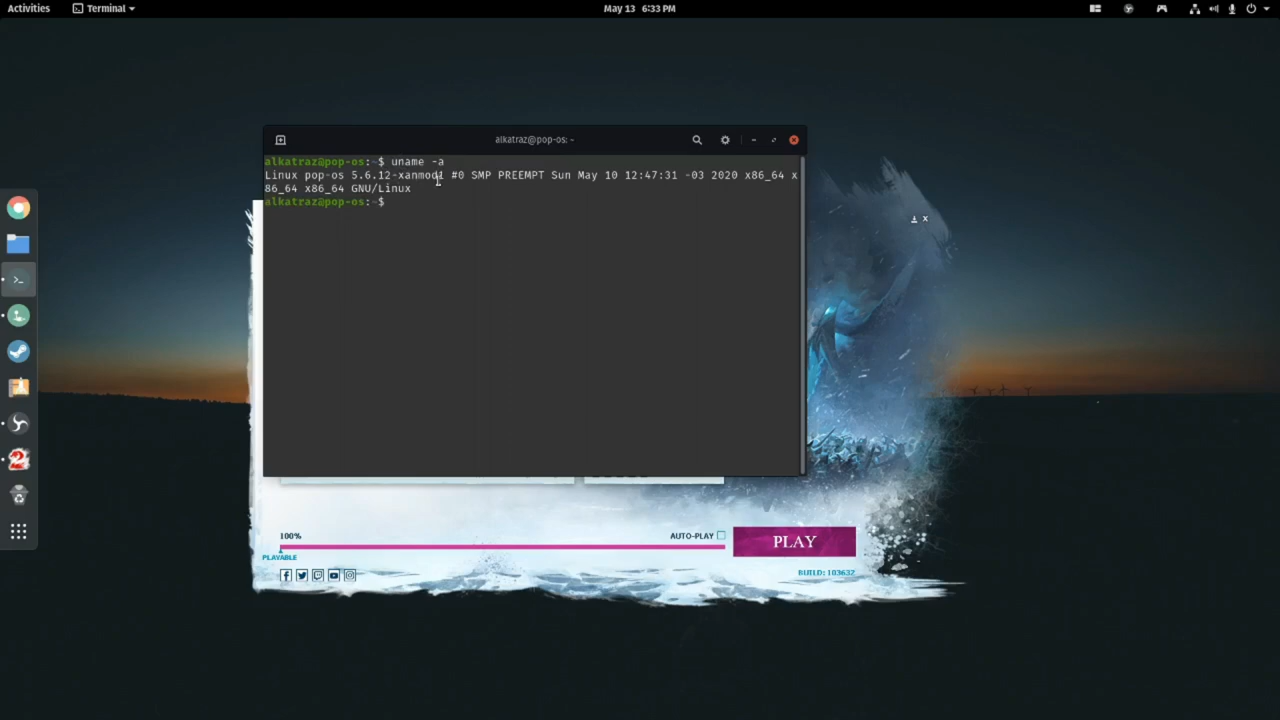 Activities
Terminal
May 13 6:33 PM
alkatraz@pop-os: ~
alkatraz@pop-os:~$ uname -a
Linux pop-os 5.6.12-xanmod1 #0 SMP PREEMPT Sun May 10 12:47:31 -03 2020 x86_64 x
86_64 x86_64 GNU/Linux
alkatraz@pop-os:~$
X
100%
AUTO-PLAY
PLAY
PLAYABLE
BUILD: 103632